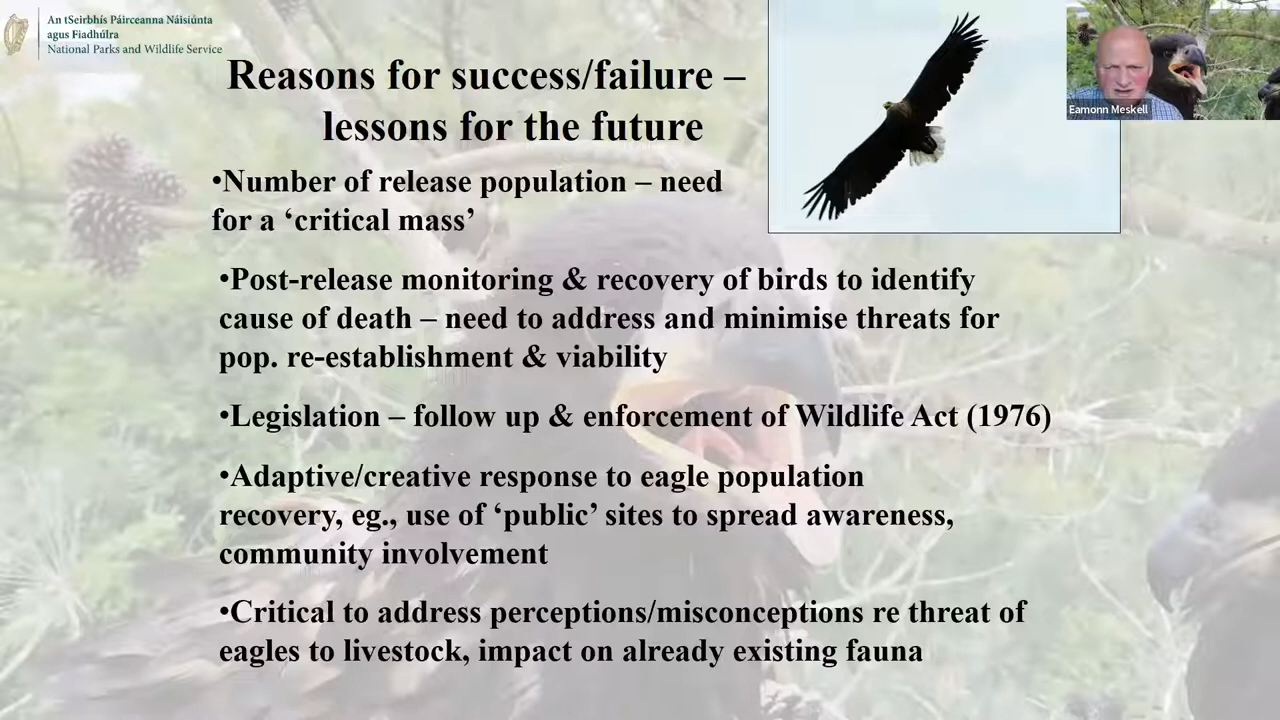 An tSeirbhís Páirceanna Náisiúnta
agus Fiadhúlra
National Parks and Wildlife Service
Reasons for success/failure –
lessons for the future
•Number of release population – need
for a ‘critical mass’
•Post-release monitoring & recovery of birds to identify
cause of death – need to address and minimise threats for
pop. re-establishment & viability
•Legislation – follow up & enforcement of Wildlife Act (1976)
•Adaptive/creative response to eagle population
recovery, eg., use of ‘public’ sites to spread awareness,
community involvement
•Critical to address perceptions/misconceptions re threat of
eagles to livestock, impact on already existing fauna
Eamonn Meskell